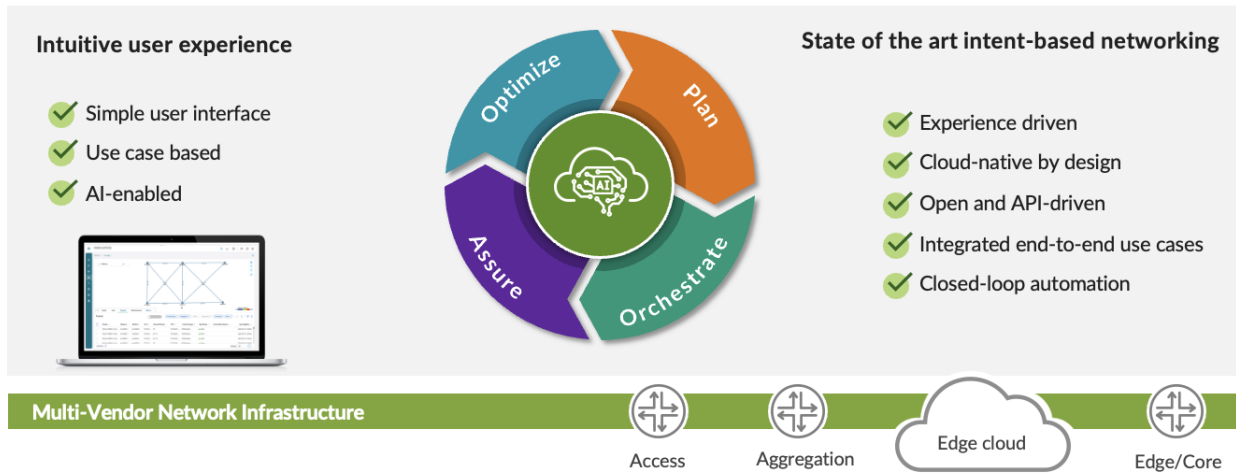 Intuitive user experience
Simple user interface
Use case based
AI-enabled
Optimize
Plan
Assure
Orchestrate
AI
State of the art intent-based networking
Experience driven
Cloud-native by design
Open and API-driven
Integrated end-to-end use cases
Closed-loop automation
Multi-Vendor Network Infrastructure
Access
Aggregation
Edge cloud
Edge/Core